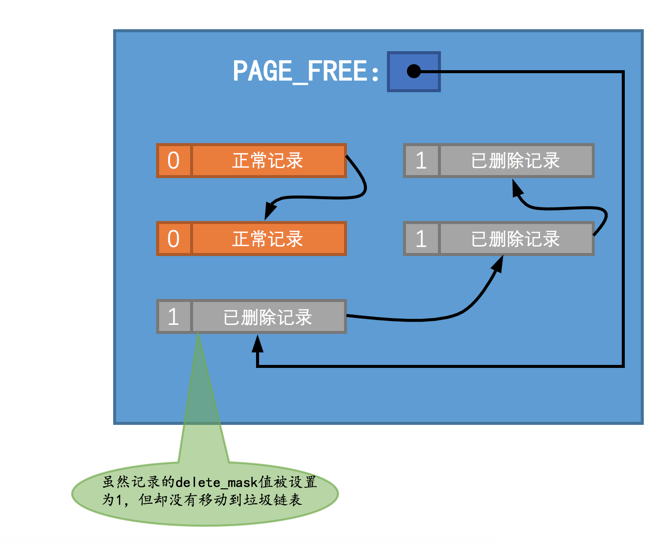 PAGE_FREE:
0 正常记录
1 已删除记录
0 正常记录
1 已删除记录
1 已删除记录
虽然记录的delete_mask值被设置
为1，但却没有移动到垃圾链表